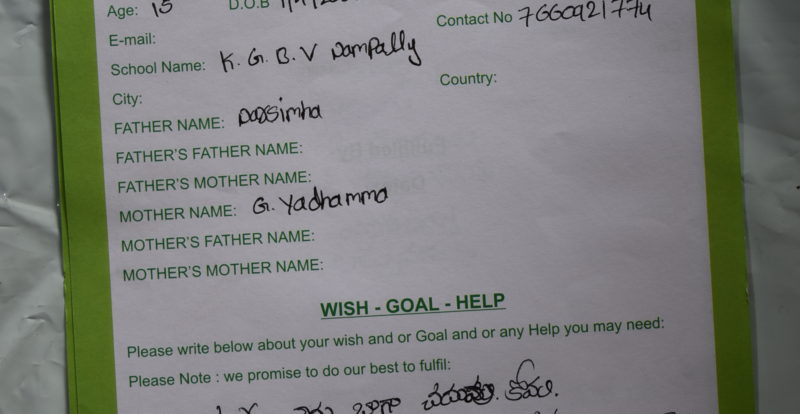 Age: 15 D.O.B
Contact No 7660921774
E-mail:
School Name: K. G. B. V Dampally
City: Country:
FATHER NAME: Narsimha
FATHER'S FATHER NAME:
FATHER'S MOTHER NAME:
MOTHER NAME: G. Yadhamma
MOTHER'S FATHER NAME:
MOTHER'S MOTHER NAME:
WISH - GOAL - HELP
Please write below about your wish and or Goal and or any Help you may need:
Please Note : we promise to do our best to fulfil:
బాగా